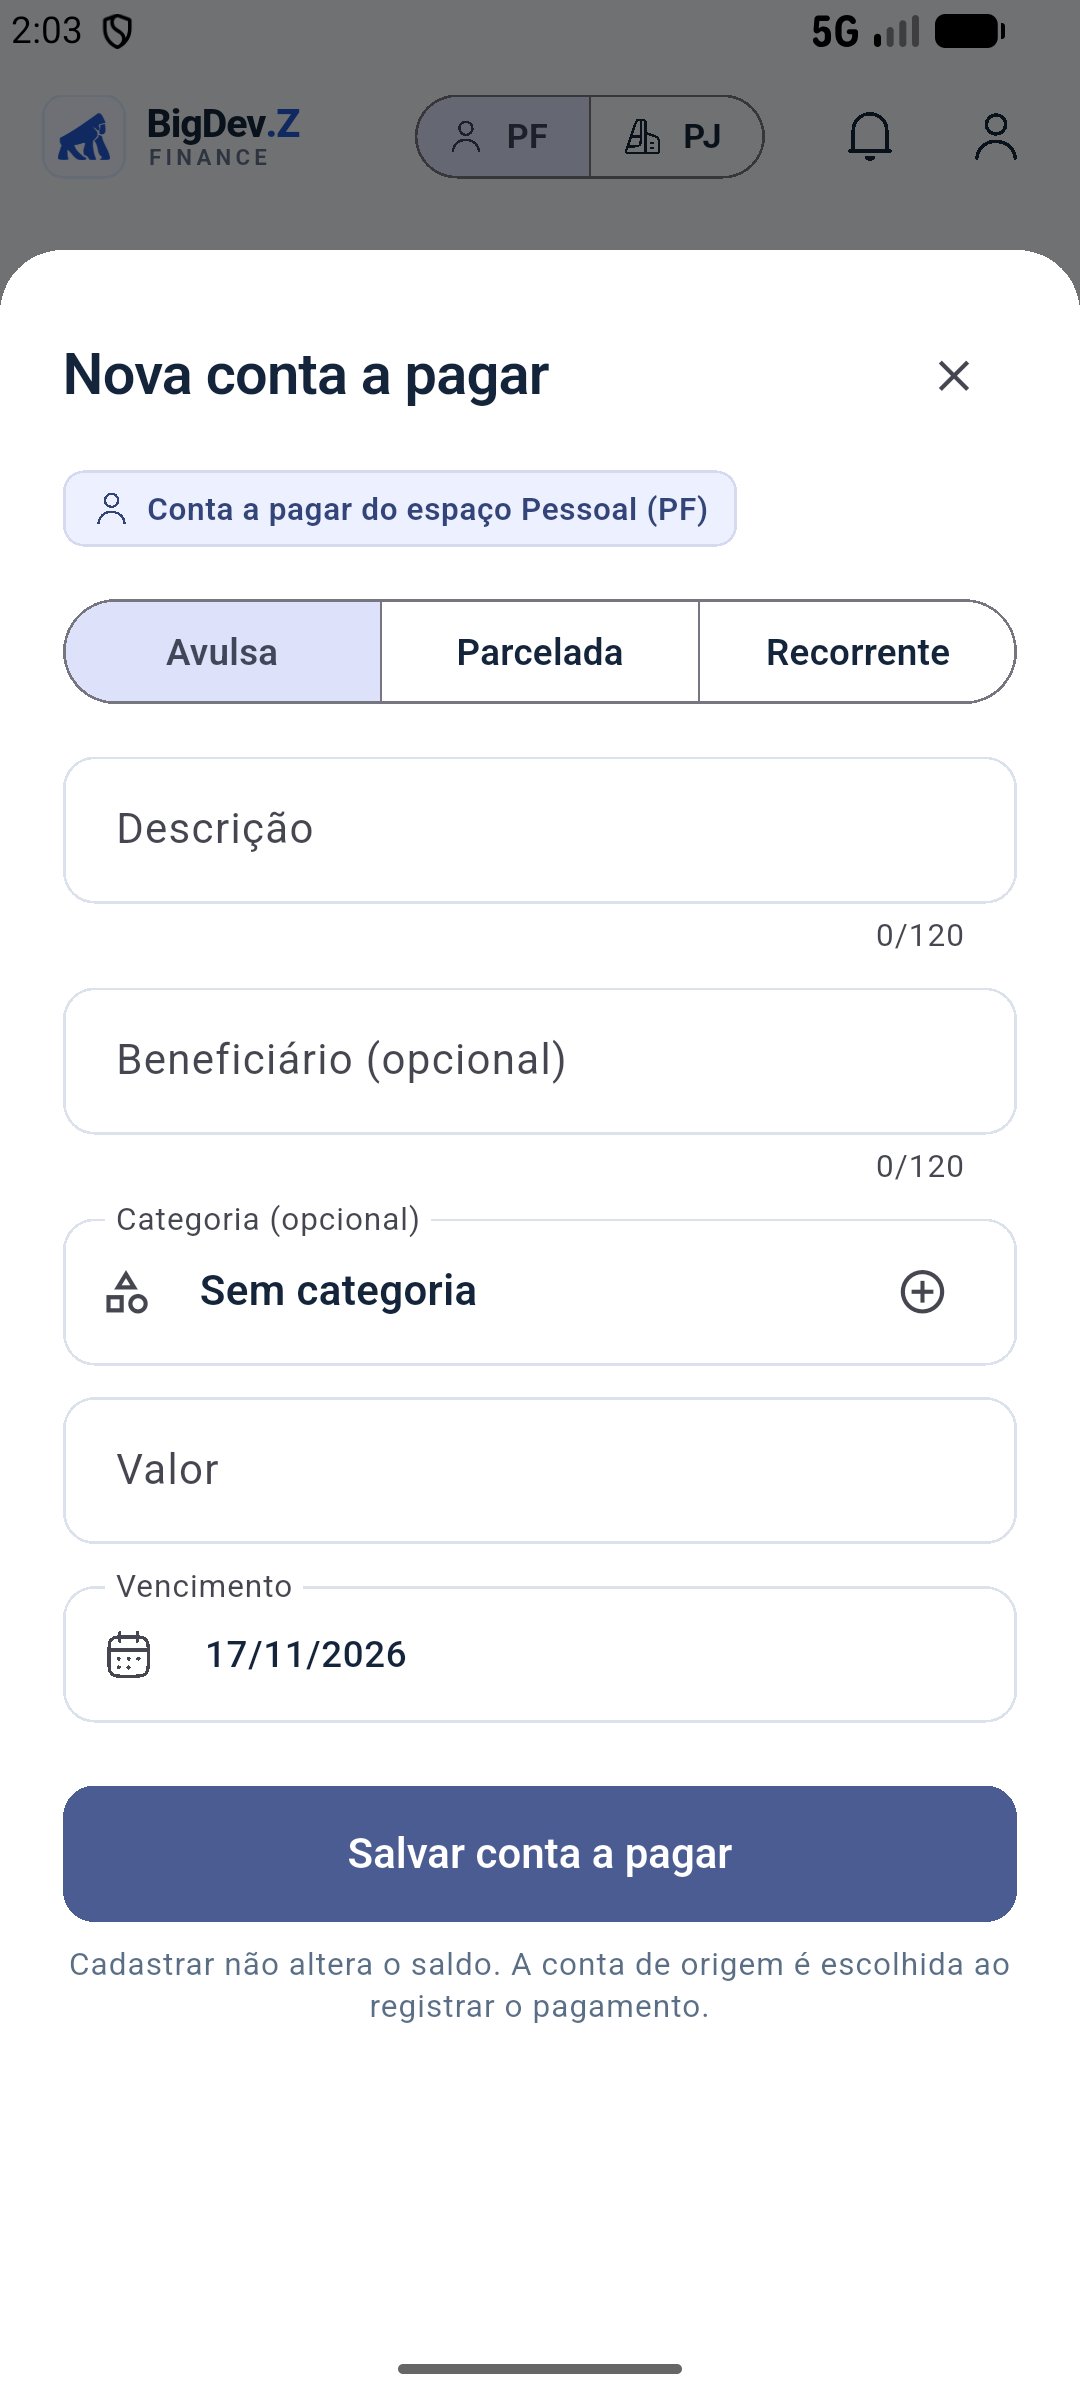 2:03
5G
BigDev.Z
FINANCE
PF
PJ
Nova conta a pagar
Conta a pagar do espaço Pessoal (PF)
Avulsa
Parcelada
Recorrente
Descrição
0/120
Beneficiário (opcional)
0/120
Categoria (opcional)
Sem categoria
Valor
Vencimento
17/11/2026
Salvar conta a pagar
Cadastrar não altera o saldo. A conta de origem é escolhida ao
registrar o pagamento.